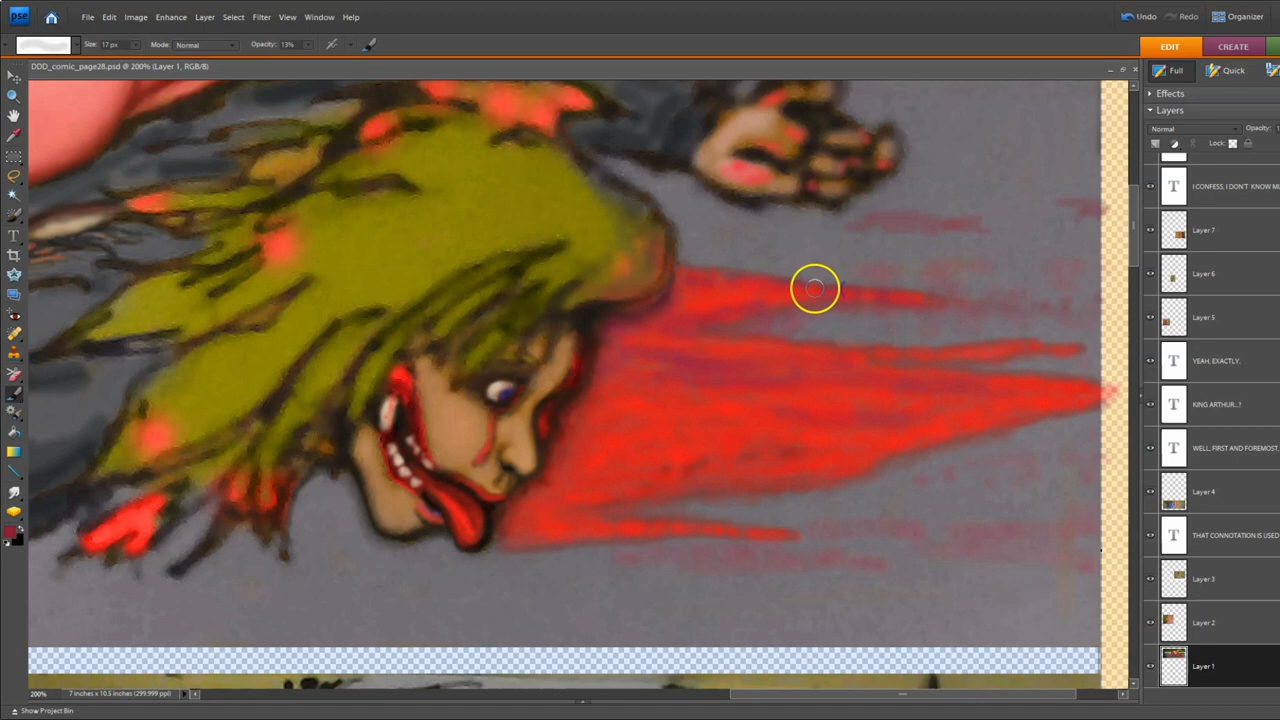 pse File Edit Image Enhance Layer Select Filter View Window Help Undo Redo Organizer
Size: 17 px Mode: Normal Opacity: 13% EDIT CREATE
DDD_comic_page28.psd @ 200% (Layer 1, RGB/8) Full Quick
Effects
Layers
Normal Opacity: 1
Lock:
T I CONFESS, I DON'T KNOW
Layer 7
Layer 6
Layer 5
T YEAH, EXACTLY.
T KING ARTHUR...?
T WELL, FIRST AND FOREMOST,
Layer 4
T THAT CONNOTATION IS USED
Layer 3
Layer 2
Layer 1
200% 7 inches x 10.5 inches (299.999 ppi)
Show Project Bin